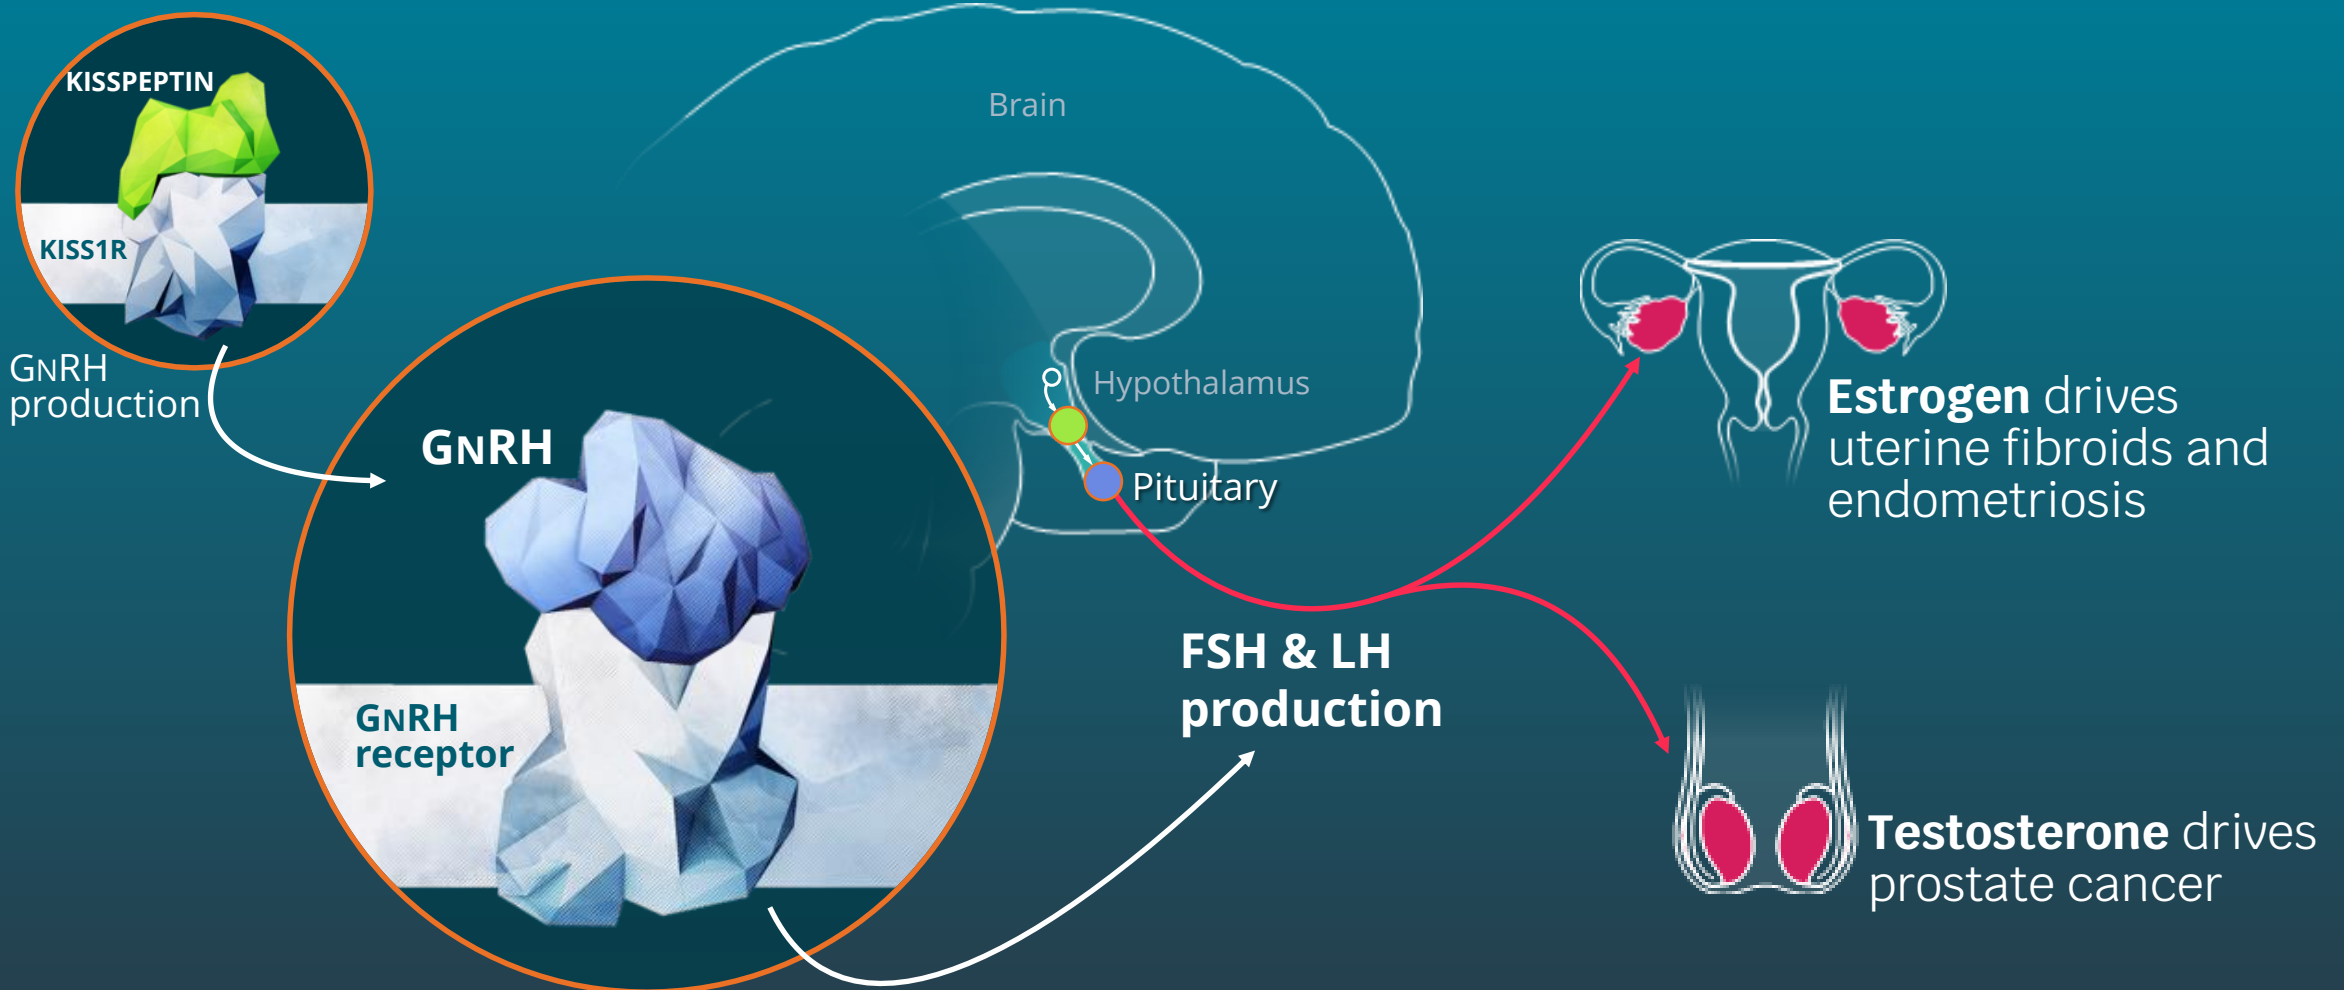 KISSPEPTIN
KISS1R
GNRH
production
GNRH
GNRH
receptor
Brain
Hypothalamus
Pituitary
FSH & LH
production
Estrogen drives
uterine fibroids and
endometriosis
Testosterone drives
prostate cancer